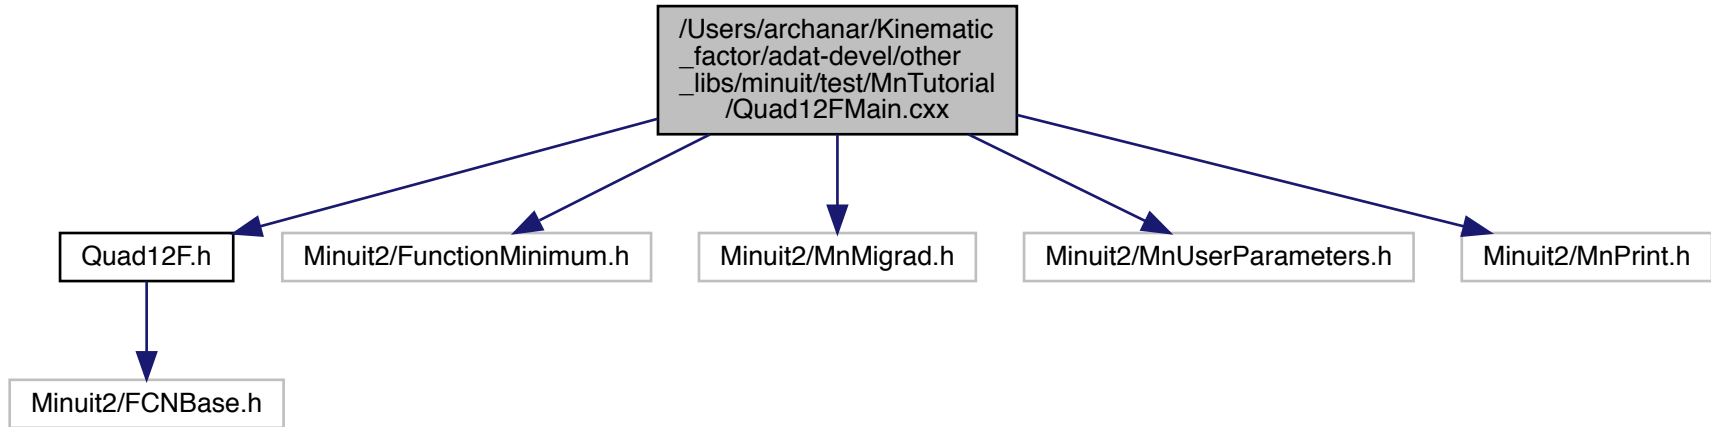 /Users/archanar/Kinematic
_factor/adat-devel/other
_libs/minuit/test/MnTutorial
/Quad12FMain.cxx
Quad12F.h
Minuit2/FunctionMinimum.h
Minuit2/MnMigrad.h
Minuit2/MnUserParameters.h
Minuit2/MnPrint.h
Minuit2/FCNBase.h